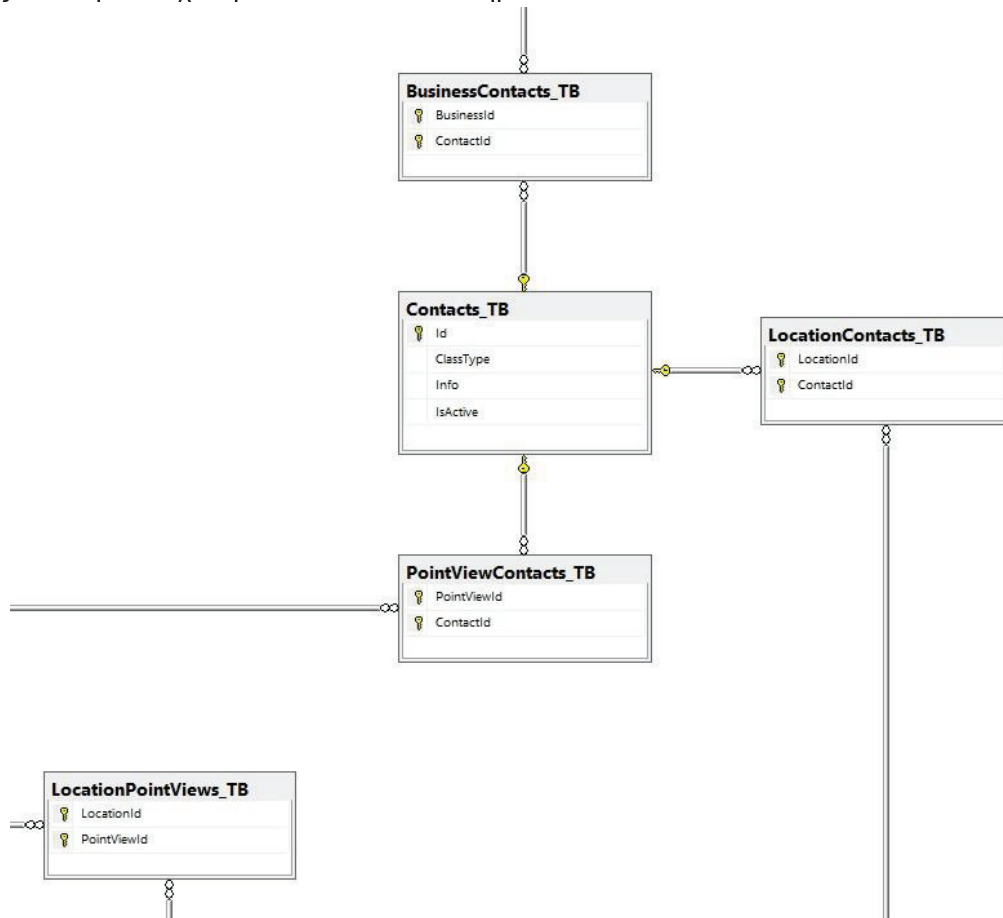 BusinessContacts_TB
BusinessId
ContactId
Contacts_TB
Id
ClassType
Info
IsActive
LocationContacts_TB
LocationId
ContactId
PointViewContacts_TB
PointViewId
ContactId
LocationPointViews_TB
LocationId
PointViewId